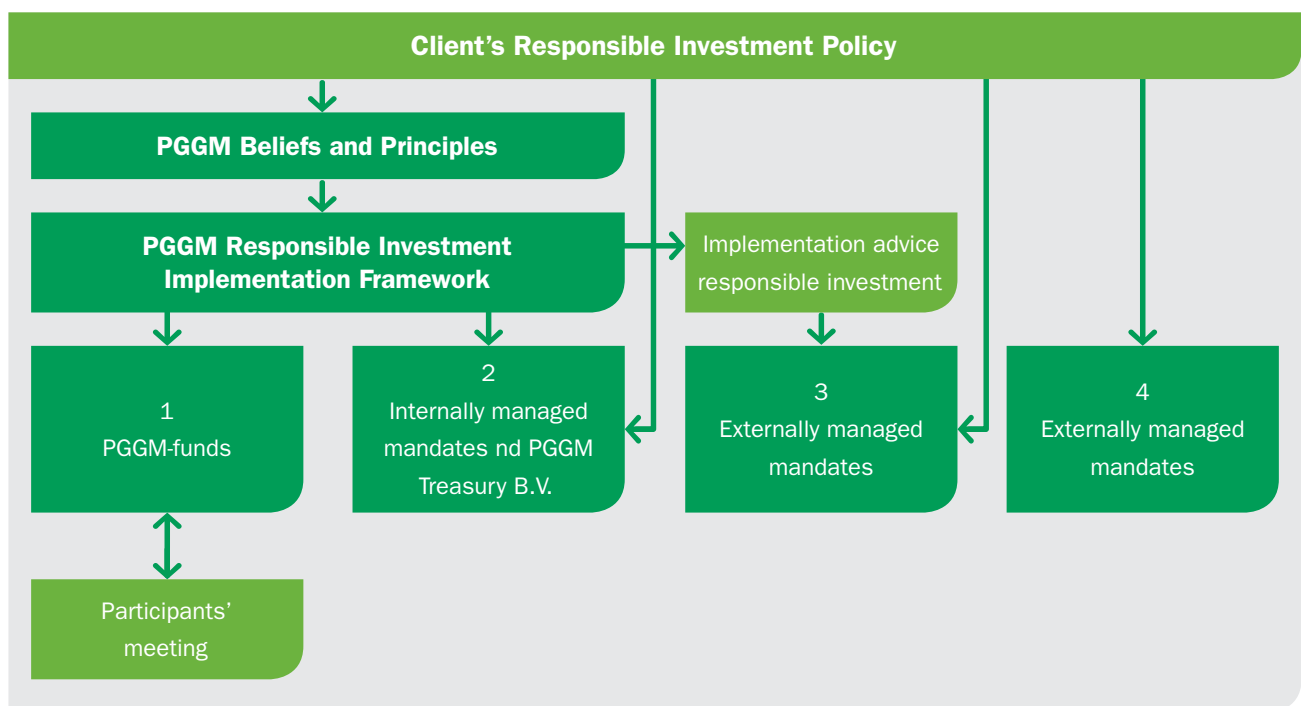 Client’s Responsible Investment Policy
PGGM Beliefs and Principles
PGGM Responsible Investment
Implementation Framework
Implementation advice
responsible investment
1
PGGM-funds
2
Internally managed
mandates nd PGGM
Treasury B.V.
3
Externally managed
mandates
4
Externally managed
mandates
Participants’
meeting